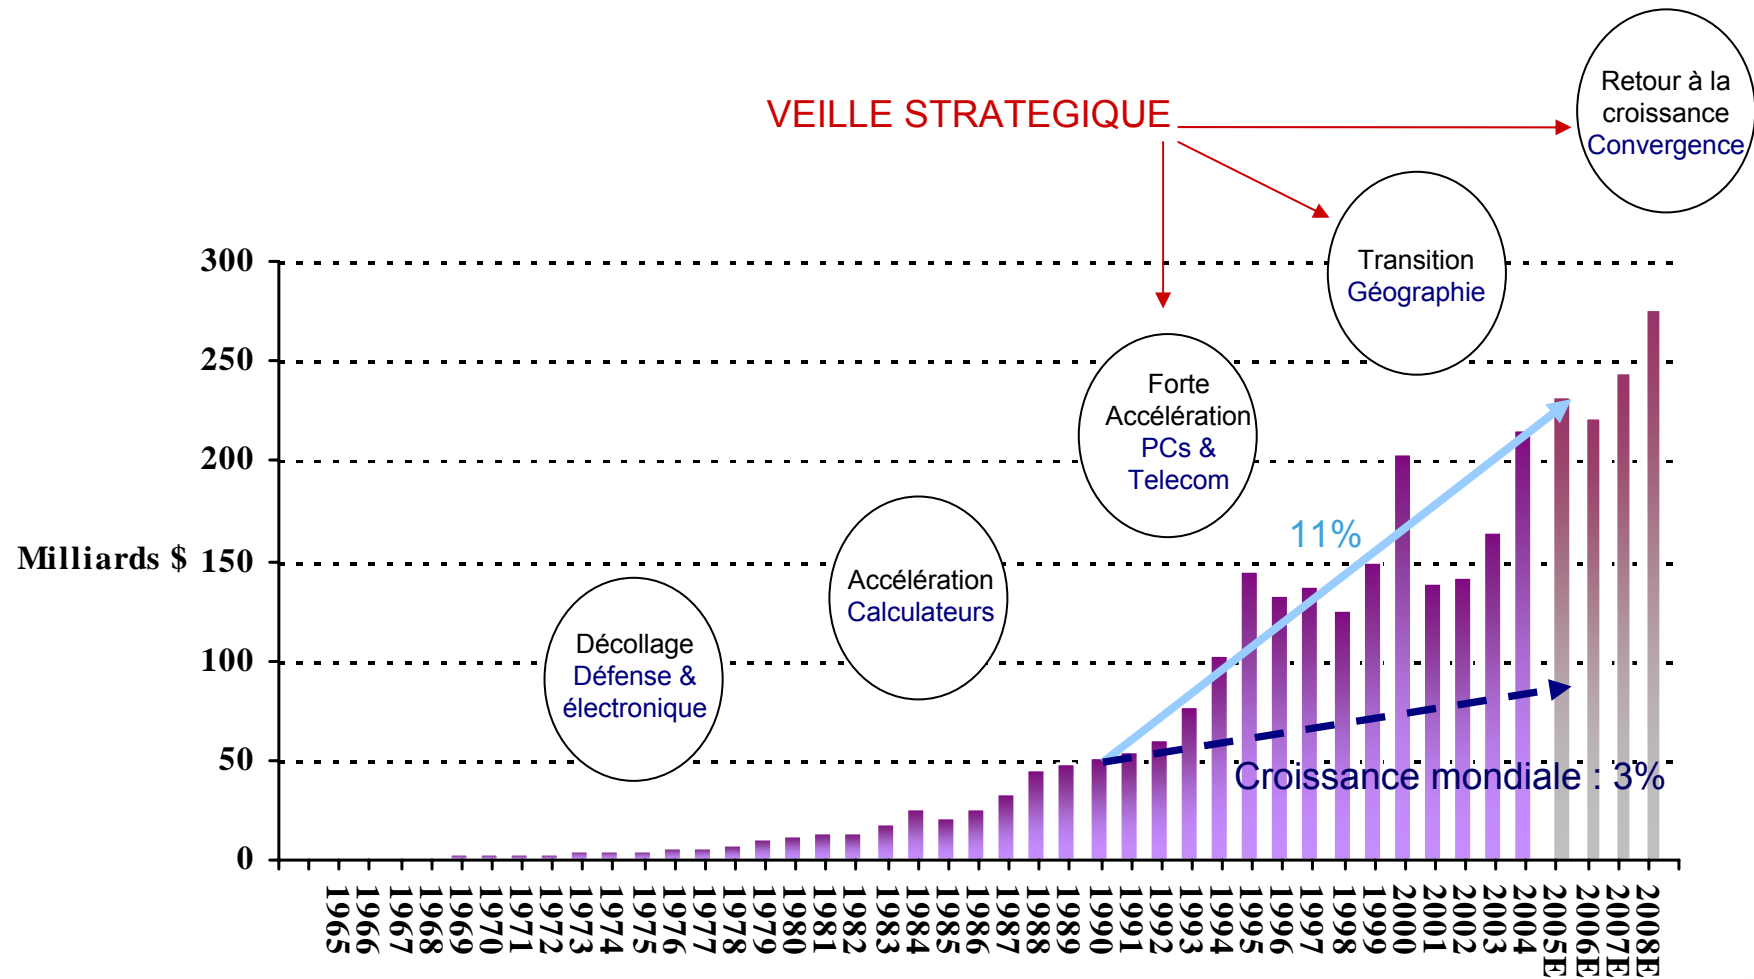 Retour à la
croissance
Convergence
VEILLE STRATEGIQUE
Transition
Géographie
Forte
Accélération
PCs &
Telecom
Accélération
Calculateurs
Décollage
Défense &
électronique
300
250
200
Milliards $ 150
100
50
0
11%
Croissance mondiale : 3%
1965
1966
1967
1968
1969
1970
1971
1972
1973
1974
1975
1976
1977
1978
1979
1980
1981
1982
1983
1984
1985
1986
1987
1988
1989
1990
1991
1992
1993
1994
1995
1996
1997
1998
1999
2000
2001
2002
2003
2004
2005E
2006E
2007E
2008E